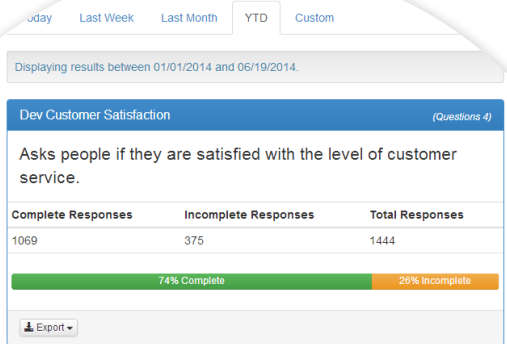 Last Week Last Month YTD Custom
Displaying results between 01/01/2014 and 06/19/2014.
Dev Customer Satisfaction (Questions 4)
Asks people if they are satisfied with the level of customer
service.
Complete Responses Incomplete Responses Total Responses
1069 375 1444
74% Complete 26% Incomplete
Export